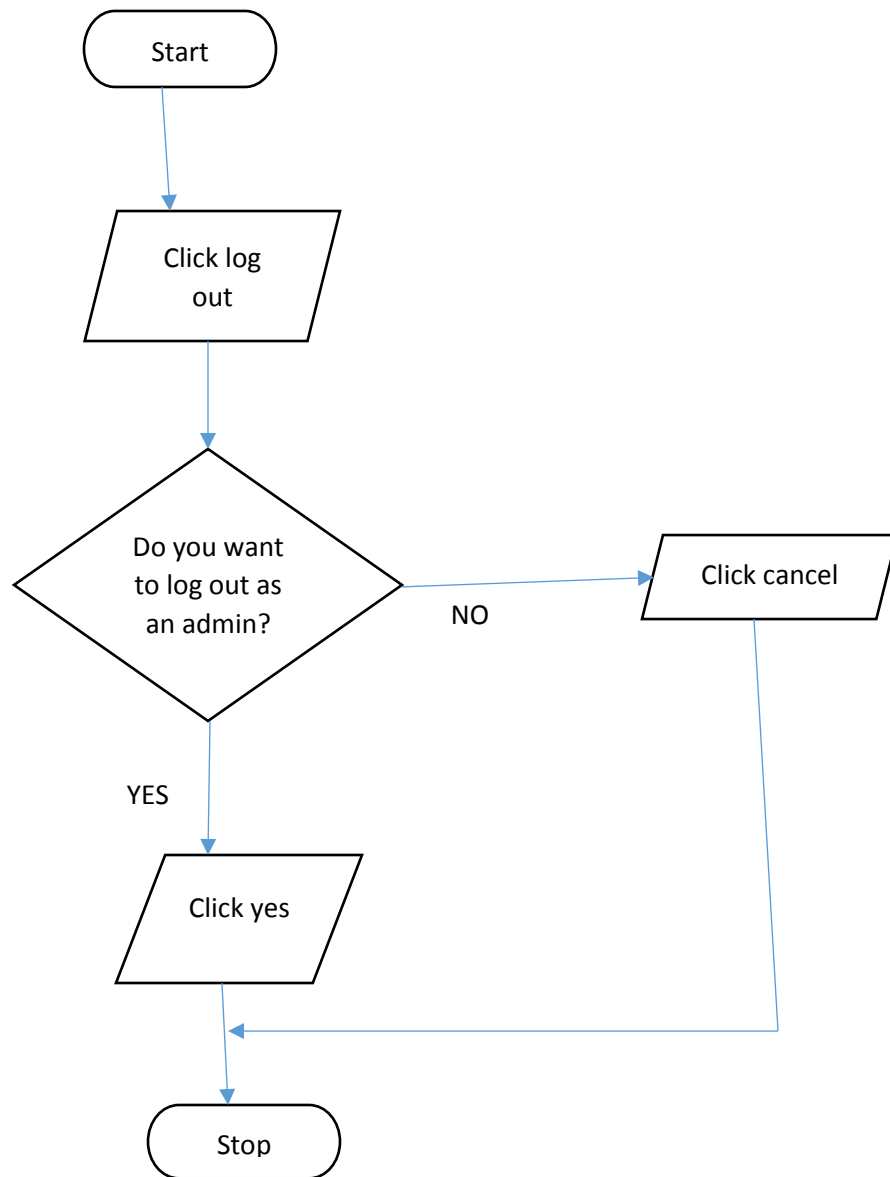 Start
Click log
out
Do you want
to log out as
an admin?
Click cancel
NO
YES
Click yes
Stop